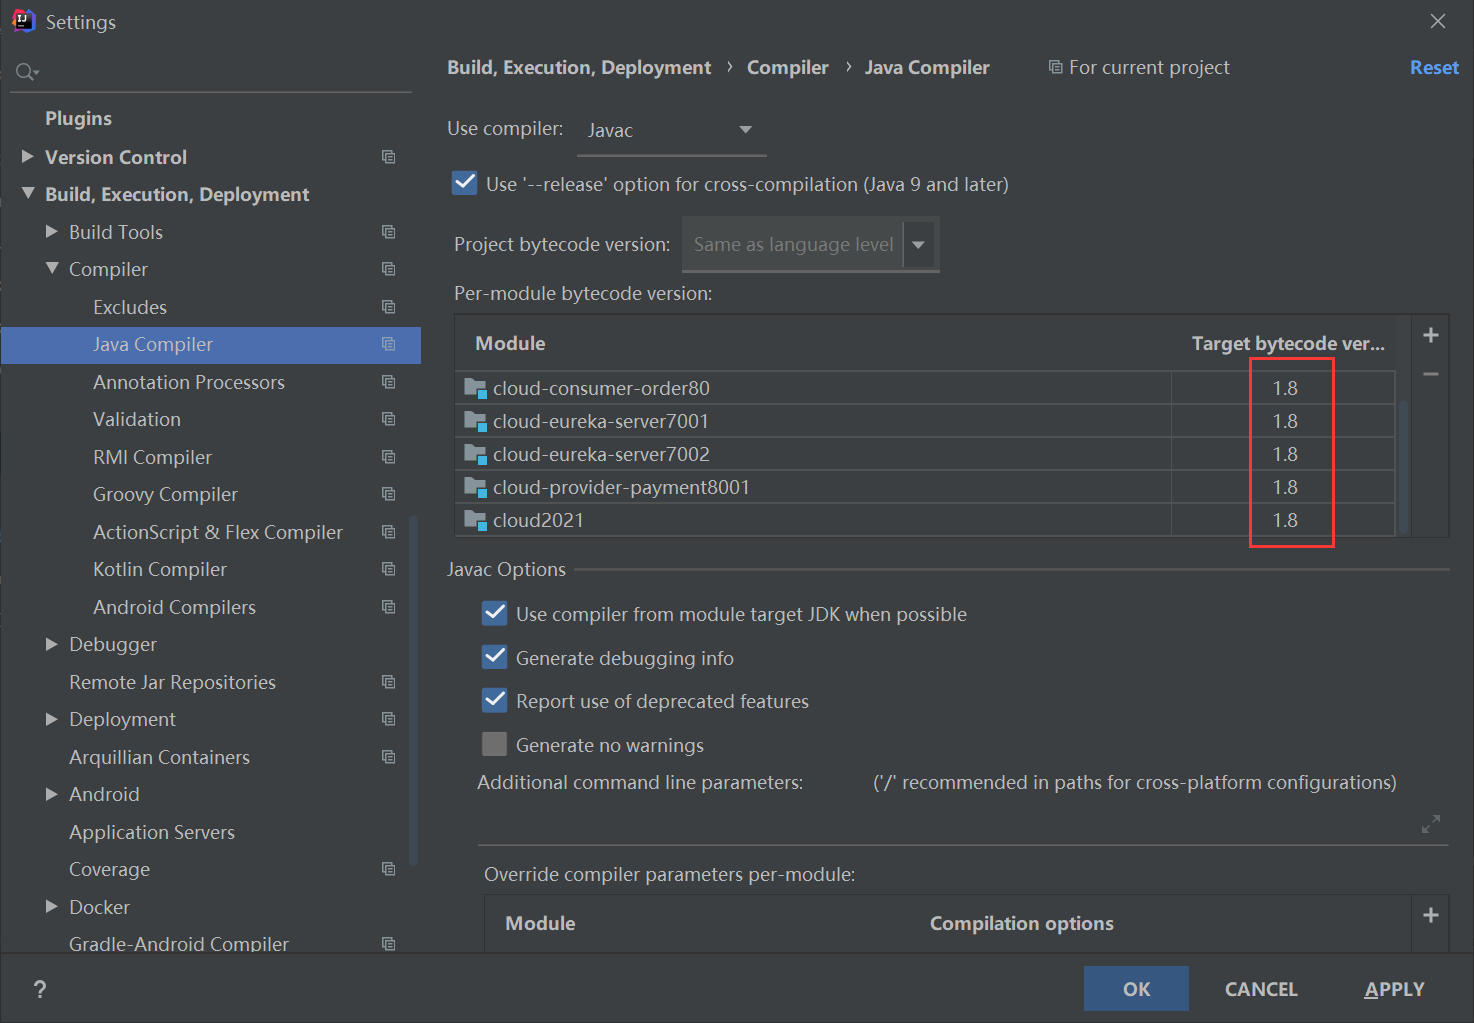 Settings
Plugins
Version Control
Build, Execution, Deployment
Build Tools
Compiler
Excludes
Java Compiler
Annotation Processors
Validation
RMI Compiler
Groovy Compiler
ActionScript & Flex Compiler
Kotlin Compiler
Android Compilers
Debugger
Remote Jar Repositories
Deployment
Arquillian Containers
Android
Application Servers
Coverage
Docker
Gradle-Android Compiler
Build, Execution, Deployment › Compiler › Java Compiler For current project Reset
Use compiler: Javac
Use '--release' option for cross-compilation (Java 9 and later)
Project bytecode version: Same as language level
Per-module bytecode version:
Module Target bytecode ver...
cloud-consumer-order80 1.8
cloud-eureka-server7001 1.8
cloud-eureka-server7002 1.8
cloud-provider-payment8001 1.8
cloud2021 1.8
Javac Options
Use compiler from module target JDK when possible
Generate debugging info
Report use of deprecated features
Generate no warnings
Additional command line parameters: ('/' recommended in paths for cross-platform configurations)
Override compiler parameters per-module:
Module Compilation options
? OK CANCEL APPLY